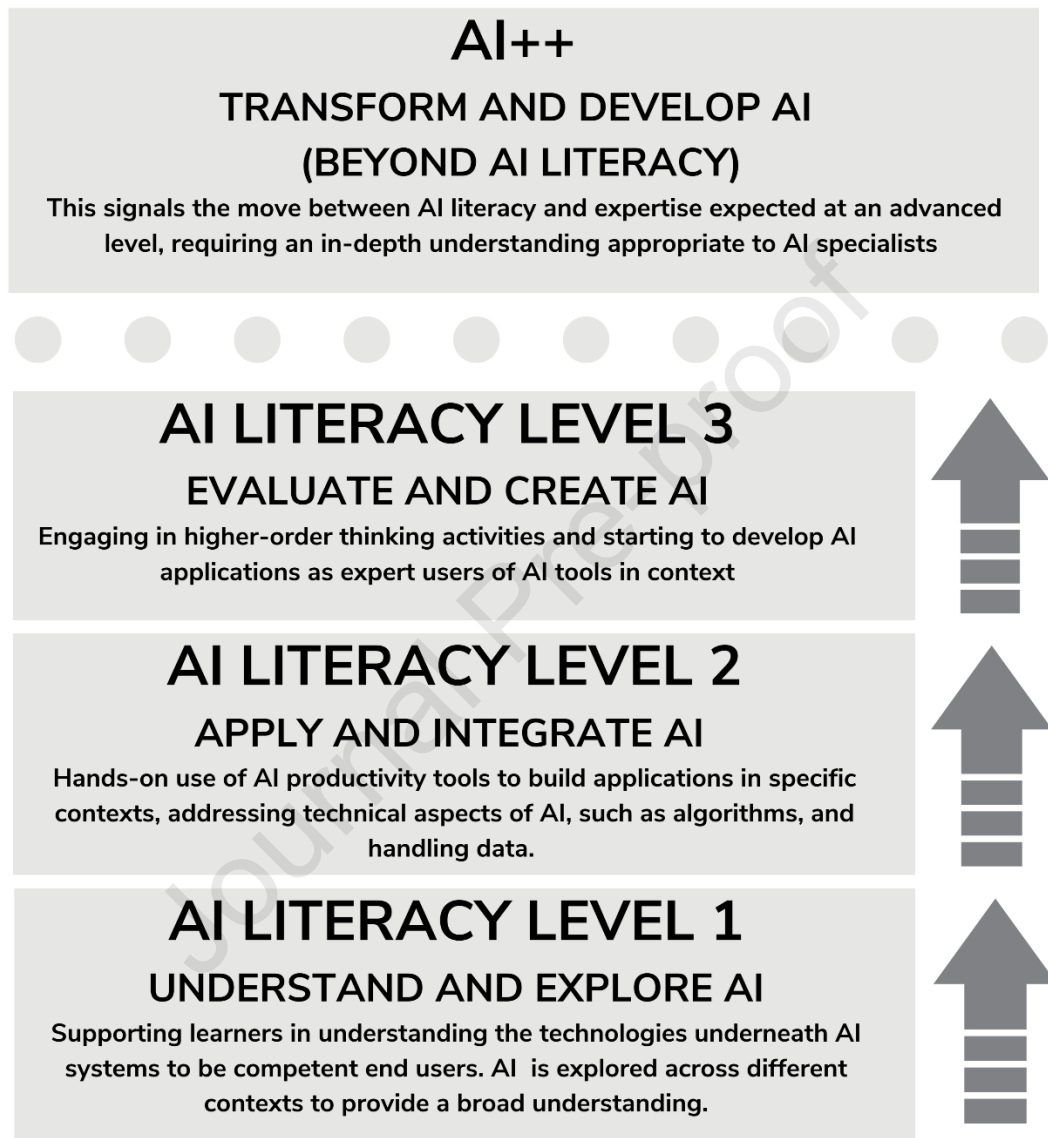 AI++
TRANSFORM AND DEVELOP AI
(BEYOND AI LITERACY)
This signals the move between AI literacy and expertise expected at an advanced
level, requiring an in-depth understanding appropriate to AI specialists
AI LITERACY LEVEL 3
EVALUATE AND CREATE AI
Engaging in higher-order thinking activities and starting to develop AI
applications as expert users of AI tools in context
AI LITERACY LEVEL 2
APPLY AND INTEGRATE AI
Hands-on use of AI productivity tools to build applications in specific
contexts, addressing technical aspects of AI, such as algorithms, and
handling data.
AI LITERACY LEVEL 1
UNDERSTAND AND EXPLORE AI
Supporting learners in understanding the technologies underneath AI
systems to be competent end users. AI  is explored across different
contexts to provide a broad understanding.
Journal Pre-proof